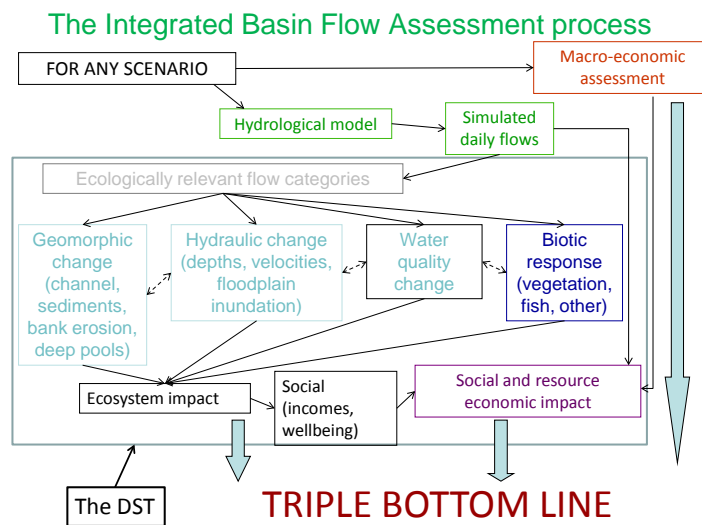 The Integrated Basin Flow Assessment process
FOR ANY SCENARIO
Macro-economic
assessment
Hydrological model
Simulated
daily flows
Ecologically relevant flow categories
Geomorphic
change
(channel,
sediments,
bank erosion,
deep pools)
Hydraulic change
(depths, velocities,
floodplain
inundation)
Water
quality
change
Biotic
response
(vegetation,
fish, other)
Ecosystem impact
Social
(incomes,
wellbeing)
Social and resource
economic impact
The DST
TRIPLE BOTTOM LINE